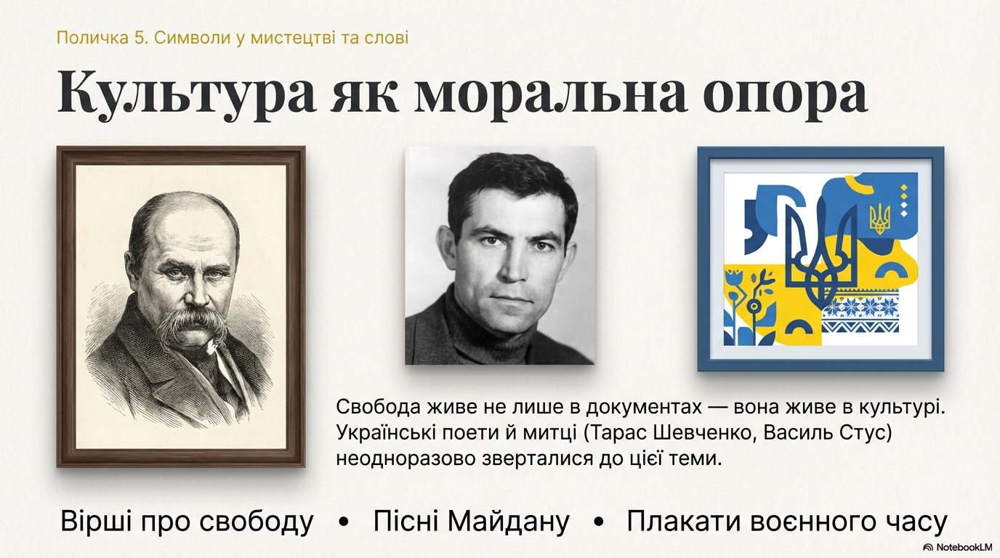 Поличка 5. Символи у мистецтві та слові
Культура як моральна опора
Свобода живе не лише в документах — вона живе в культурі.
Українські поети й митці (Тарас Шевченко, Василь Стус)
неодноразово зверталися до цієї теми.
Вірші про свободу • Пісні Майдану • Плакати воєнного часу
NotebookLM